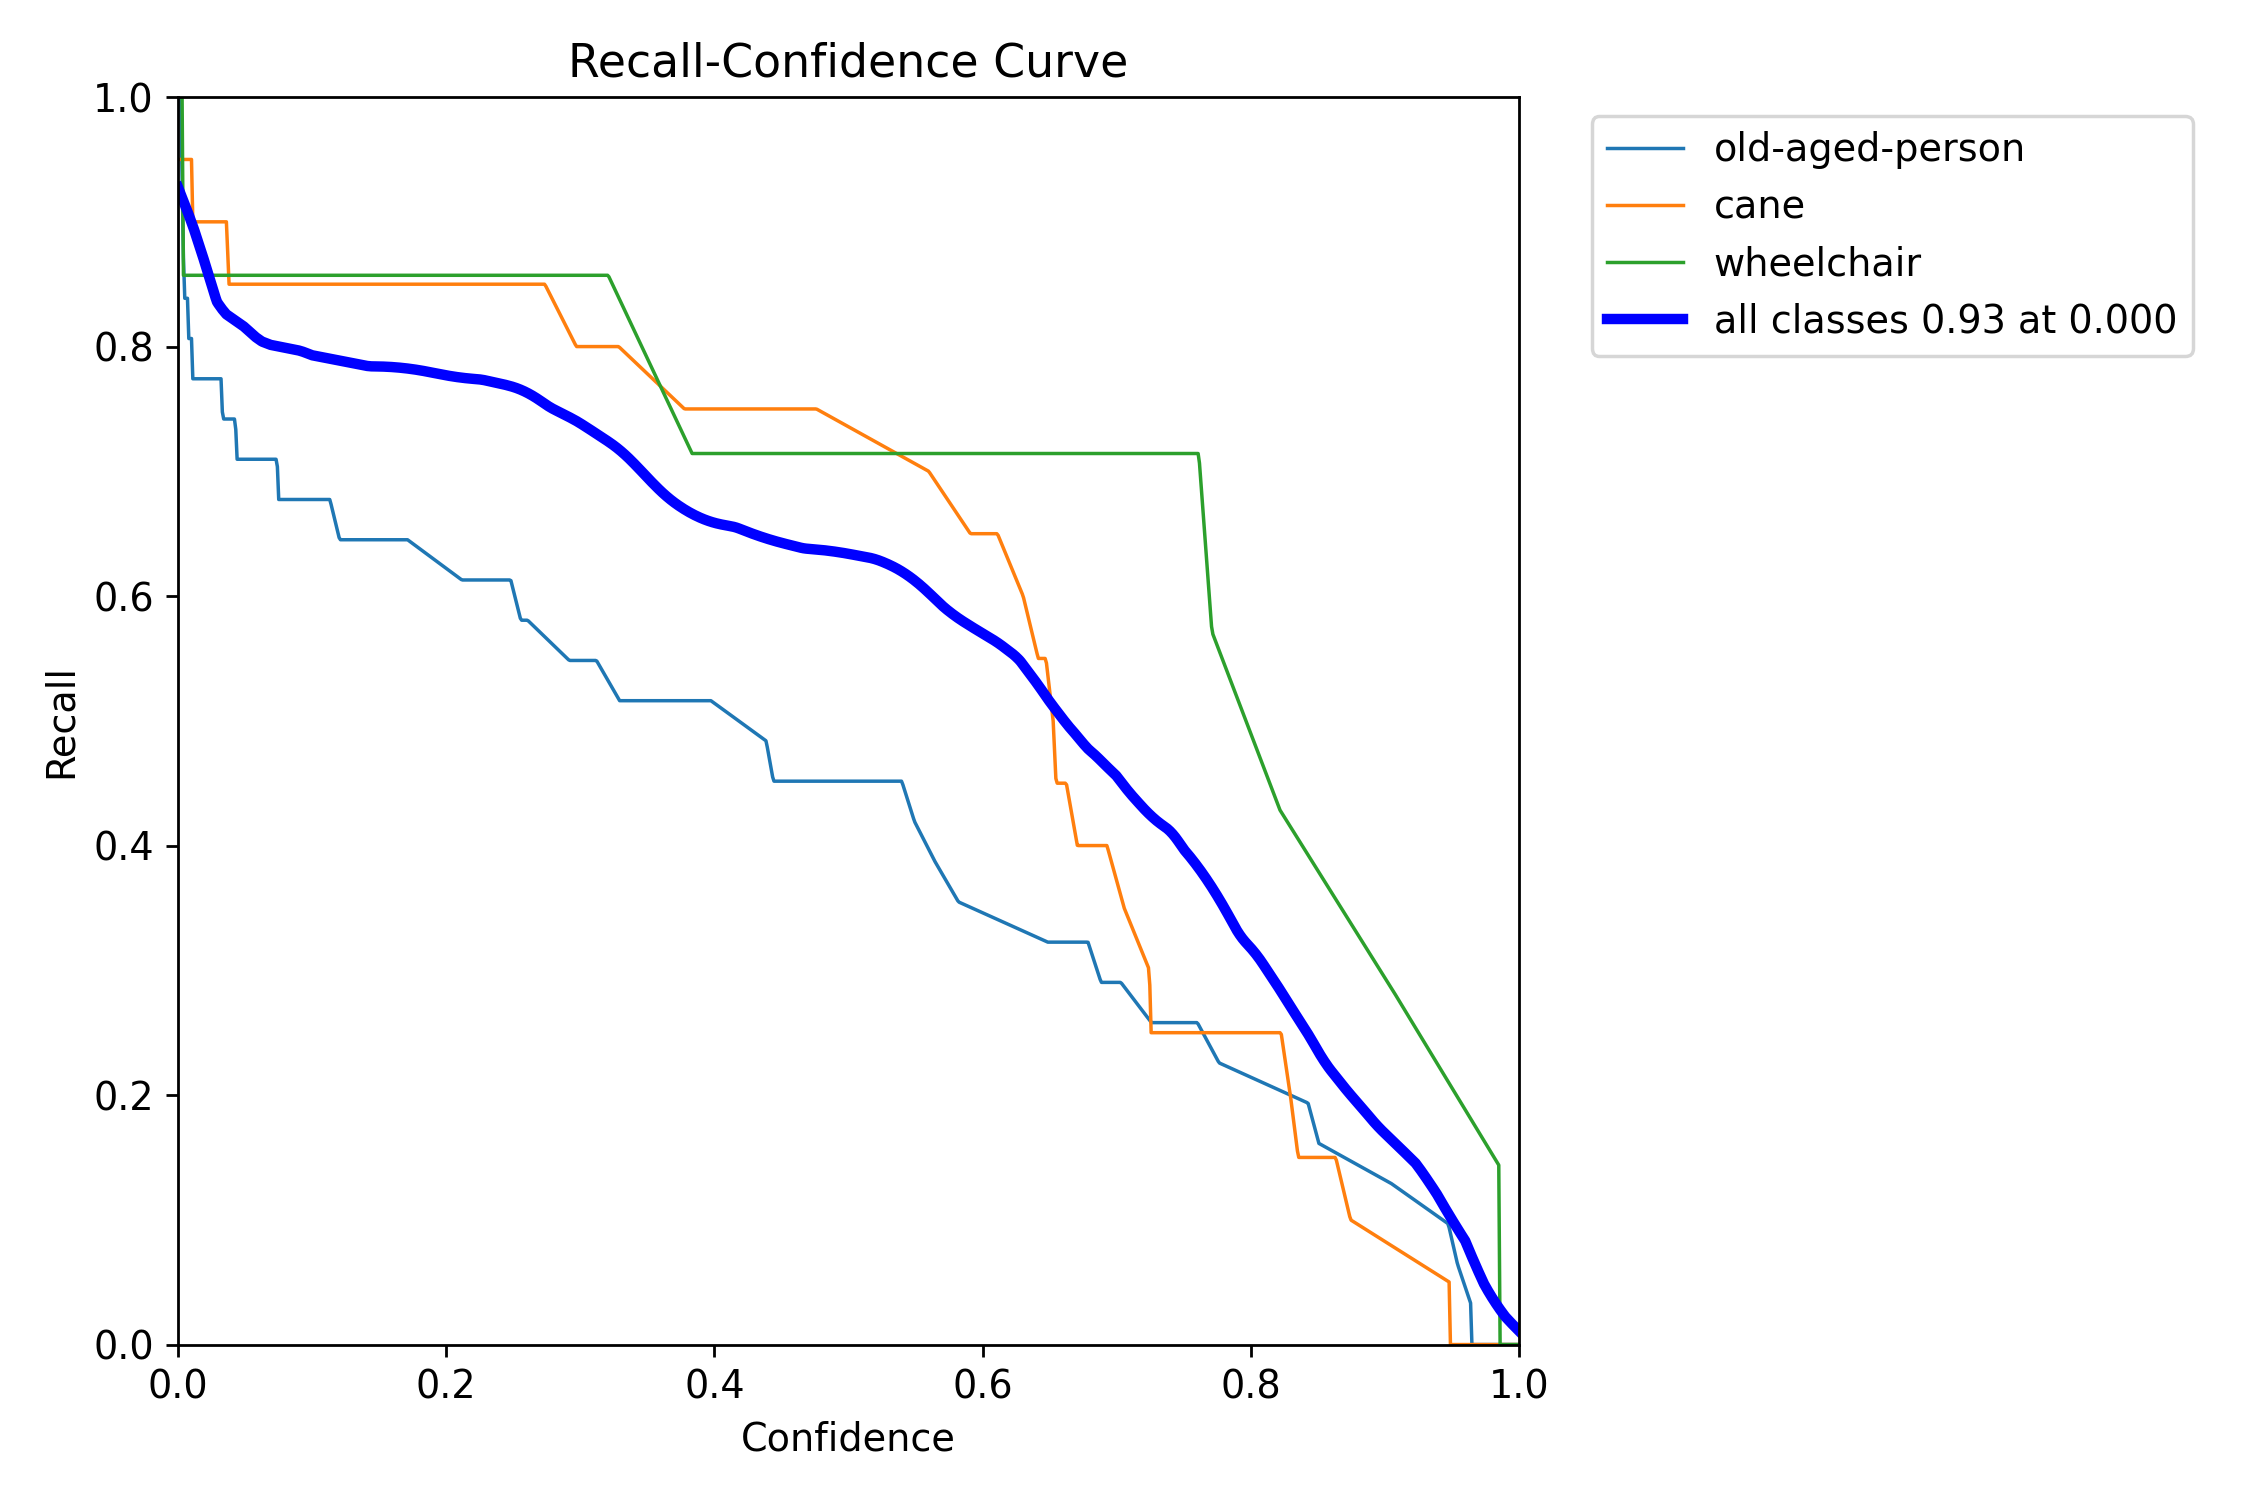 Recall-Confidence Curve
1.0
0.8
0.6
0.4
0.2
0.0
Recall
0.0 0.2 0.4 0.6 0.8 1.0
Confidence
old-aged-person
cane
wheelchair
all classes 0.93 at 0.000